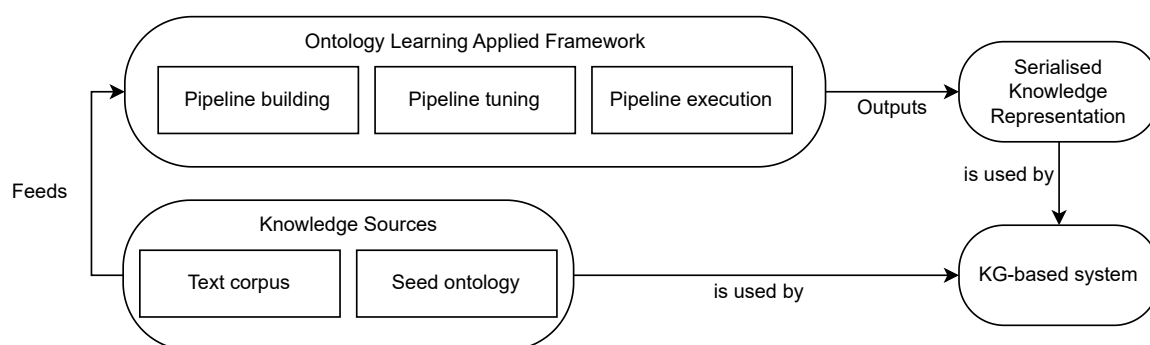 Ontology Learning Applied Framework
Pipeline building
Pipeline tuning
Pipeline execution
Outputs
Serialised
Knowledge
Representation
is used by
Feeds
Knowledge Sources
Text corpus
Seed ontology
is used by
KG-based system